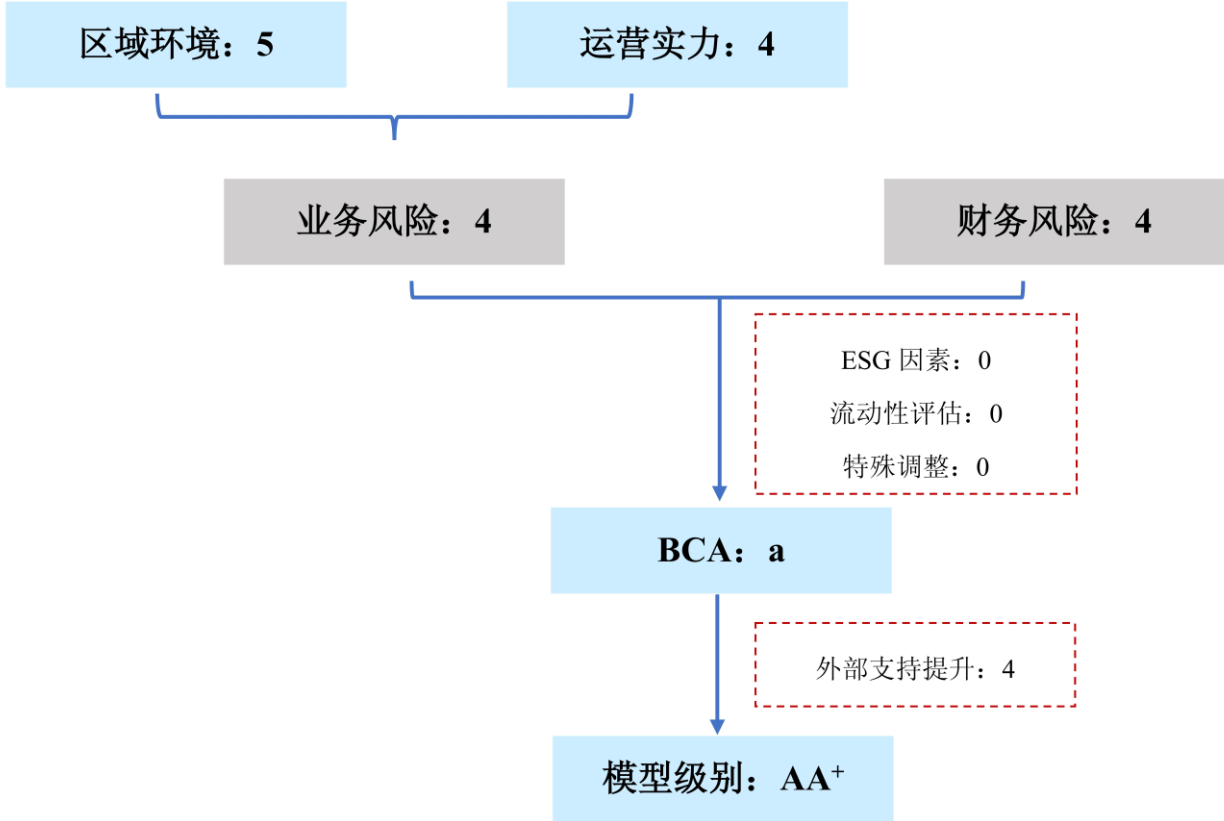 区域环境：5
运营实力：4
业务风险：4
财务风险：4
ESG 因素：0
流动性评估：0
特殊调整：0
BCA：a
外部支持提升：4
模型级别：AA⁺